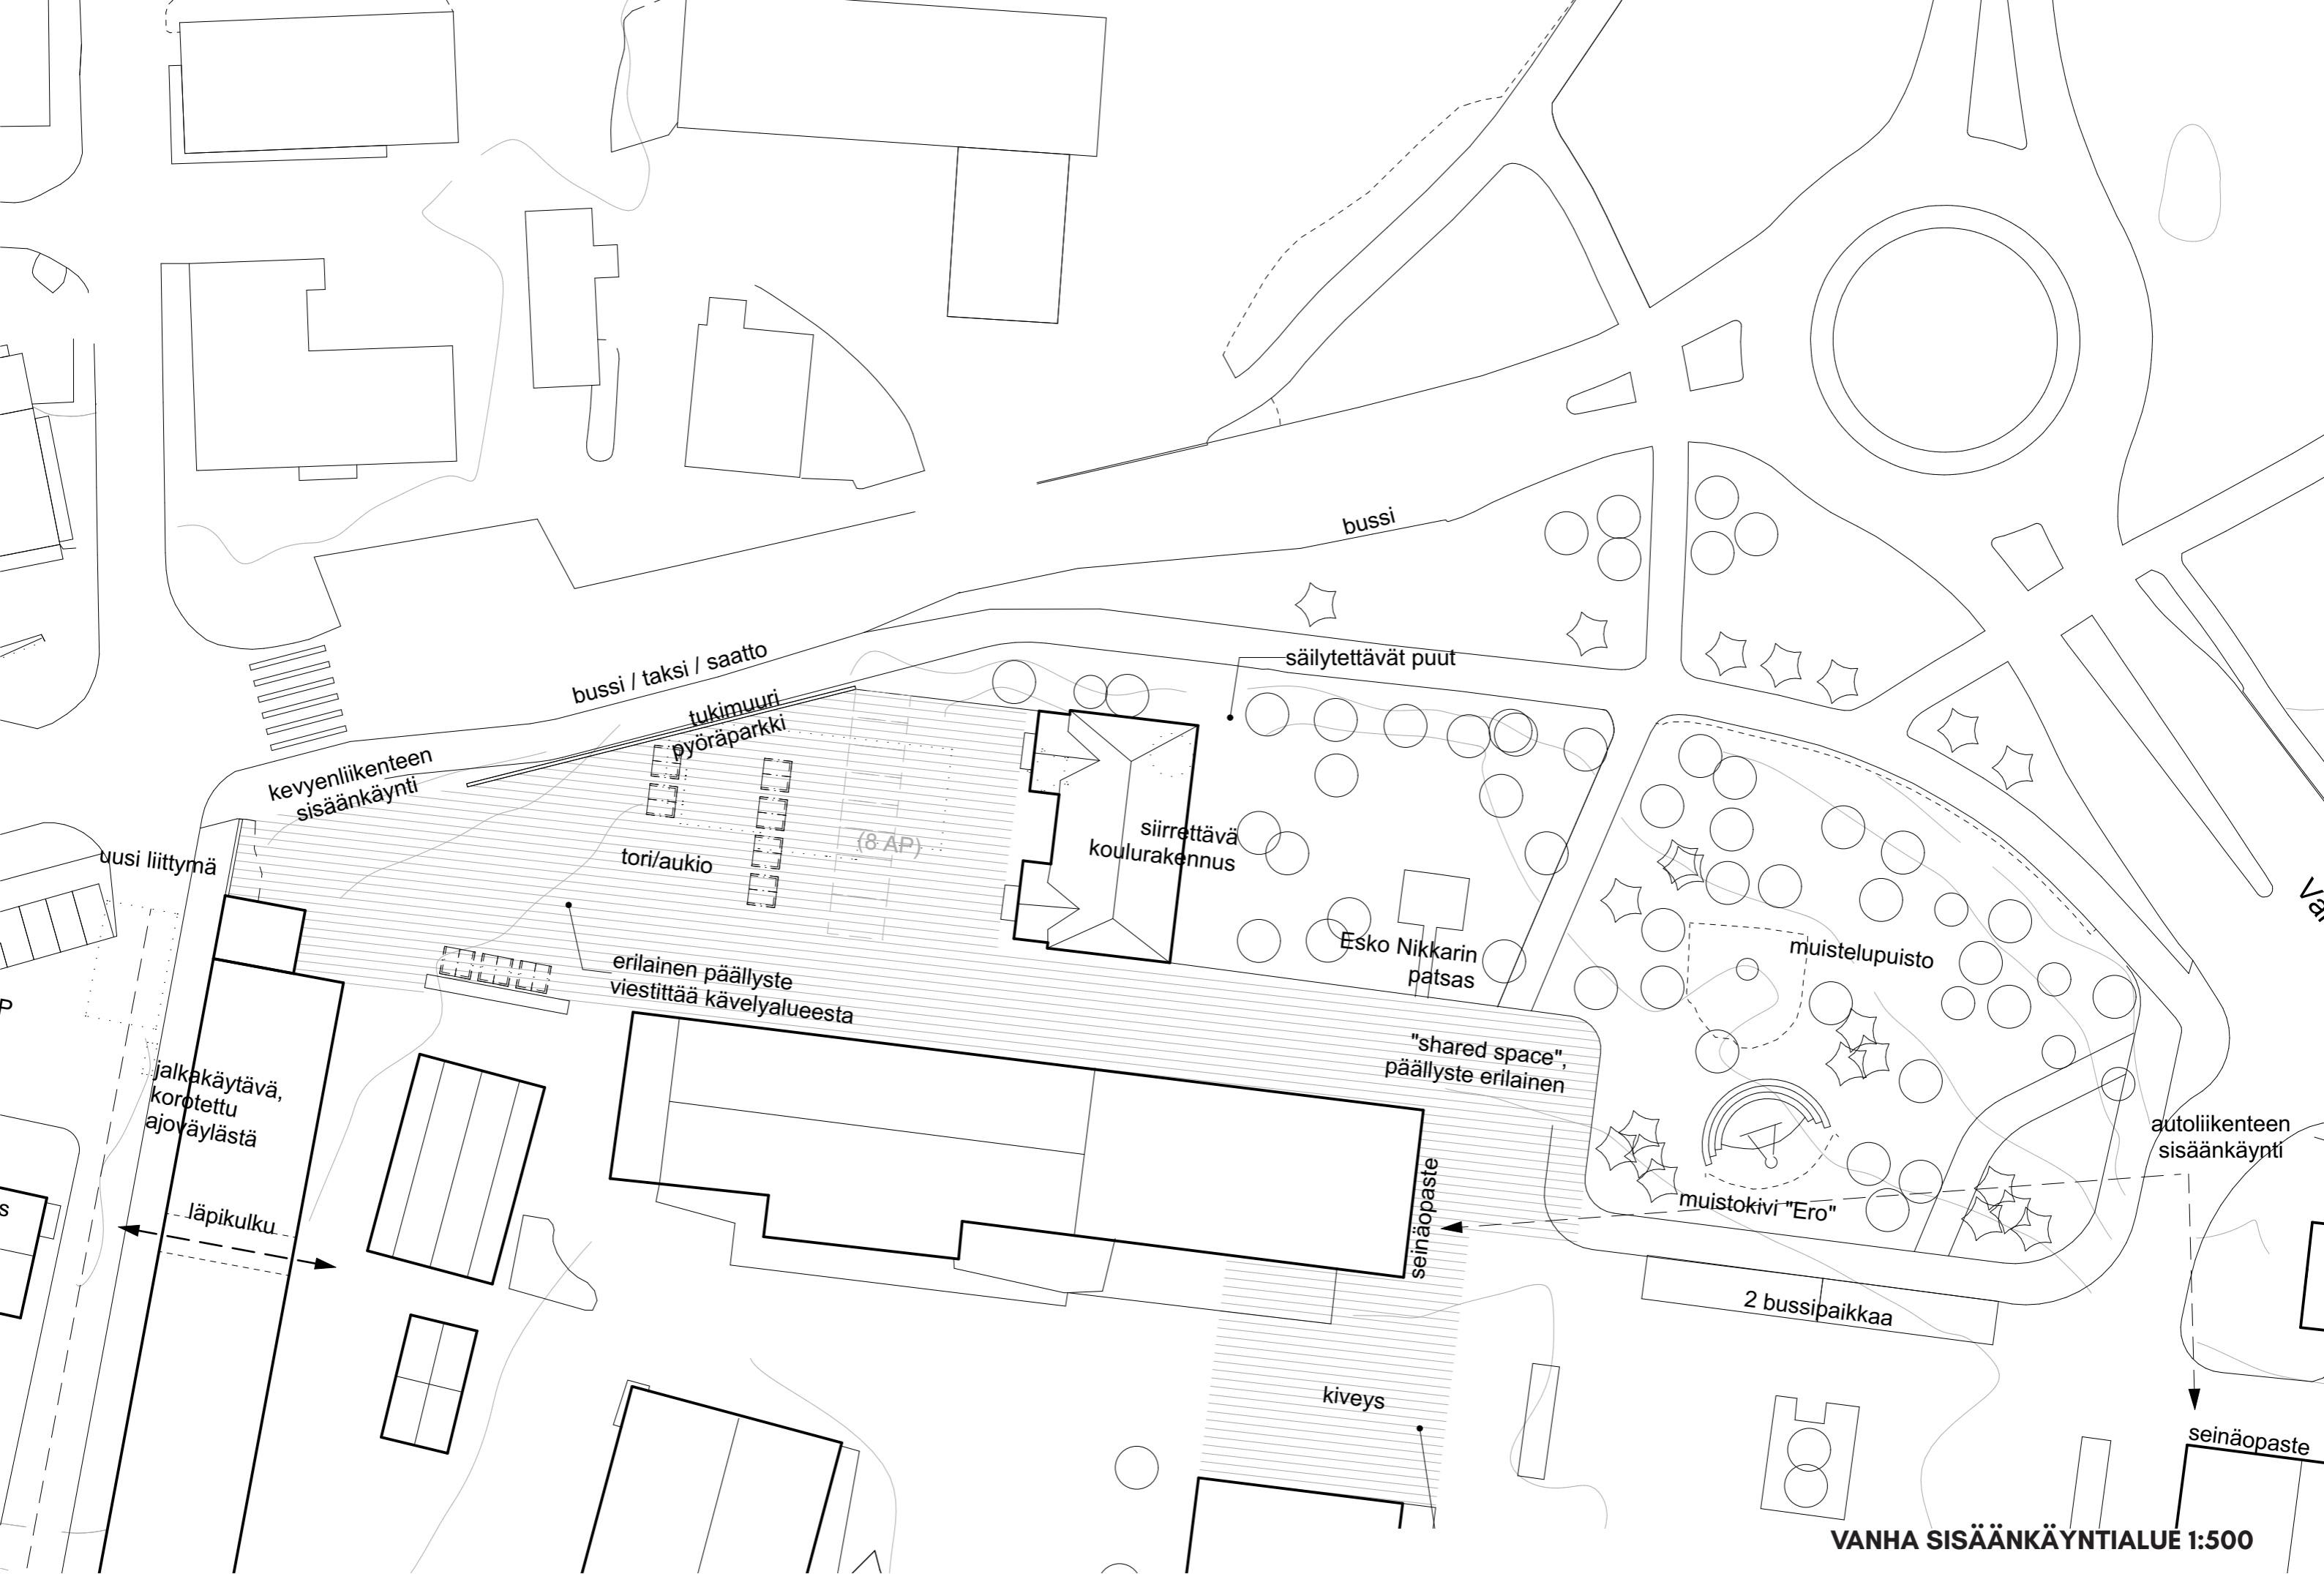 bussi
bussi / taksi / saatto
säilytettävät puut
tukimuuri
pyöräparkki
kevyenliikenteen
sisäänkäynti
uusi liittymä
tori/aukio
(8 AP)
siirrettävä
koulurakennus
Esko Nikkarin
patsas
muistelupuisto
erilainen päällyste
viestittää kävelyalueesta
"shared space",
päällyste erilainen
jalkakäytävä,
korotettu
ajoväylästä
läpikulku
seinäopaste
muistokivi "Ero"
autoliikenteen
sisäänkäynti
2 bussipaikkaa
kiveys
seinäopaste
VANHA SISÄÄNKÄYNTIALUE 1:500